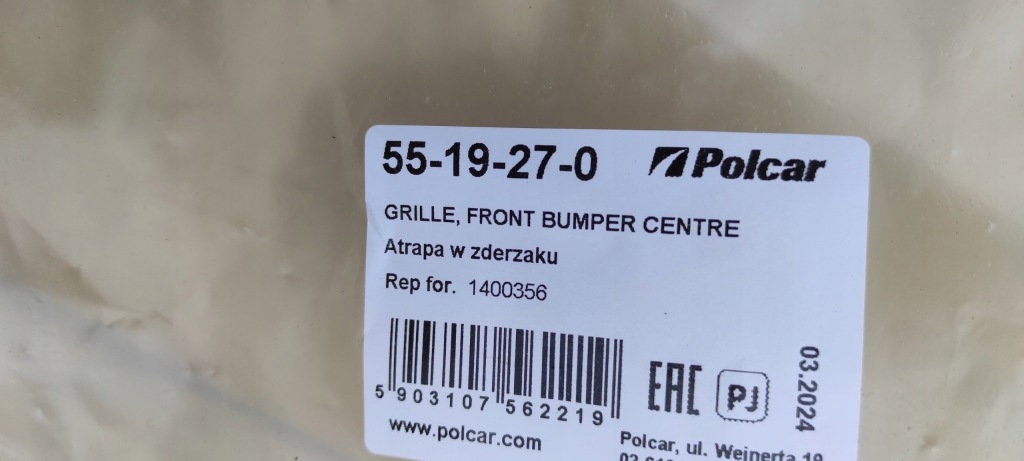 55-19-27-0 Polcar
GRILLE, FRONT BUMPER CENTRE
Atrapa w zderzaku
Rep for. 1400356
5 903107 562219
EAC PJ
03.2024
www.polcar.com
Polcar, ul. Weinerta 19